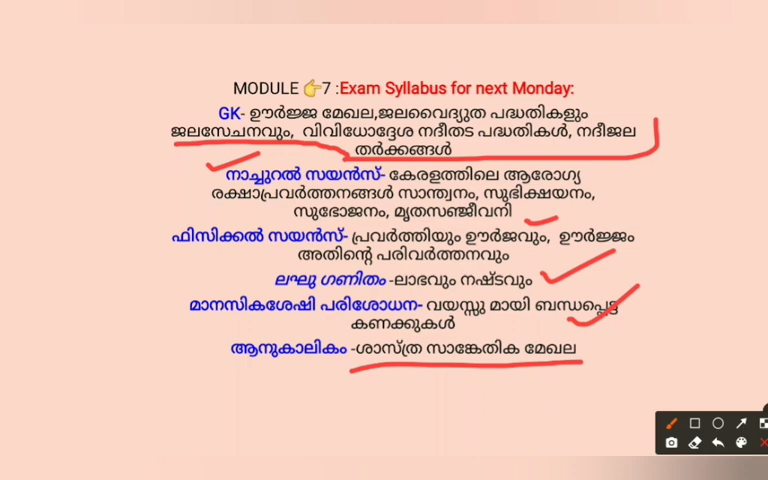 MODULE 👉7 :Exam Syllabus for next Monday:
GK- ഊർജ്ജ മേഖല,ജലവൈദ്യുത പദ്ധതികളും
ജലസേചനവും, വിവിധോദ്ദേശ നദീതട പദ്ധതികൾ, നദീജല
തർക്കങ്ങൾ
നാച്ചുറൽ സയൻസ്- കേരളത്തിലെ ആരോഗ്യ
രക്ഷാപ്രവർത്തനങ്ങൾ സാന്ത്വനം, സുഭിക്ഷയനം,
സുഭോജനം, മൃതസഞ്ജീവനി
ഫിസിക്കൽ സയൻസ്- പ്രവർത്തിയും ഊർജവും, ഊർജ്ജം
അതിന്റെ പരിവർത്തനവും
ലഘു ഗണിതം -ലാഭവും നഷ്ടവും
മാനസികശേഷി പരിശോധന- വയസ്സു മായി ബന്ധപ്പെട്ട
കണക്കുകൾ
ആനുകാലികം -ശാസ്ത്ര സാങ്കേതിക മേഖല